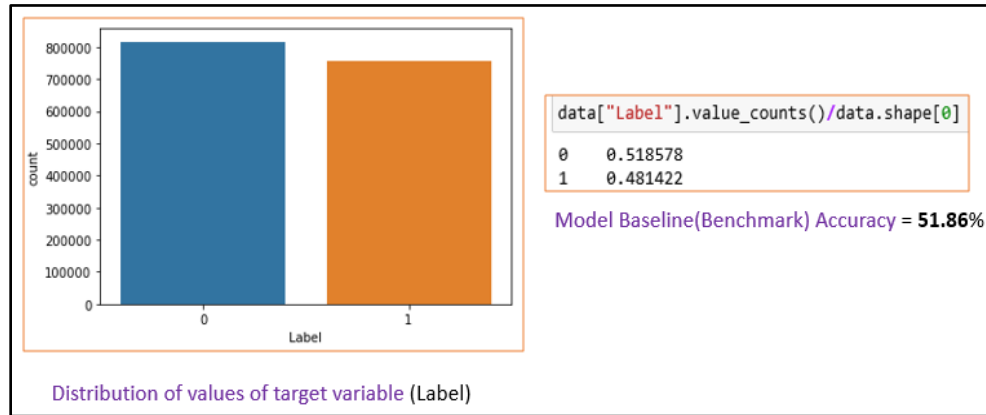 800000
700000
600000
500000
400000
300000
200000
100000
0
count
0 1
Label
data["Label"].value_counts()/data.shape[0]
0 0.518578
1 0.481422
Model Baseline(Benchmark) Accuracy = 51.86%
Distribution of values of target variable (Label)